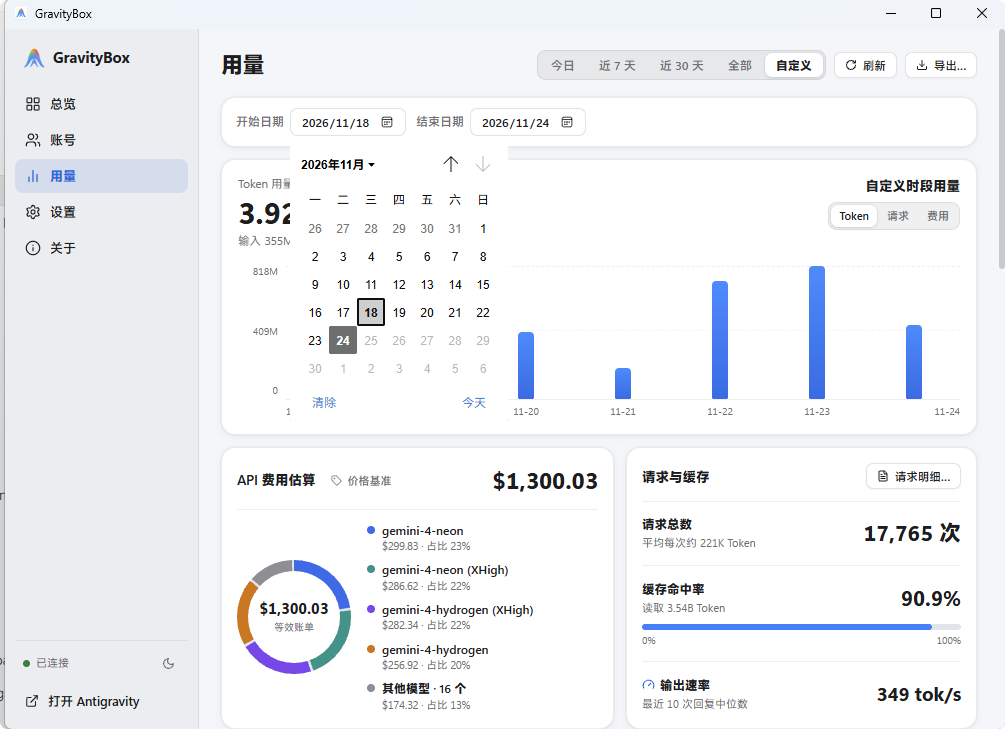 GravityBox
GravityBox
总览
账号
用量
设置
关于
已连接
打开 Antigravity
用量
今日 近 7 天 近 30 天 全部 自定义 刷新 导出...
开始日期 2026/11/18 结束日期 2026/11/24
2026年11月
一 二 三 四 五 六 日
26 27 28 29 30 31 1
2 3 4 5 6 7 8
9 10 11 12 13 14 15
16 17 18 19 20 21 22
23 24 25 26 27 28 29
30 1 2 3 4 5 6
清除 今天
Token 用量
3.92
输入 355M
自定义时段用量
Token 请求 费用
818M
409M
0
1 11-20 11-21 11-22 11-23 11-24
API 费用估算 价格基准 $1,300.03
$1,300.03
等效账单
gemini-4-neon
$299.83 · 占比 23%
gemini-4-neon (XHigh)
$286.62 · 占比 22%
gemini-4-hydrogen (XHigh)
$282.34 · 占比 22%
gemini-4-hydrogen
$256.92 · 占比 20%
其他模型 · 16 个
$174.32 · 占比 13%
请求与缓存 请求明细...
请求总数
平均每次约 221K Token
17,765 次
缓存命中率
读取 3.54B Token
90.9%
0% 100%
输出速率
最近 10 次回复中位数
349 tok/s